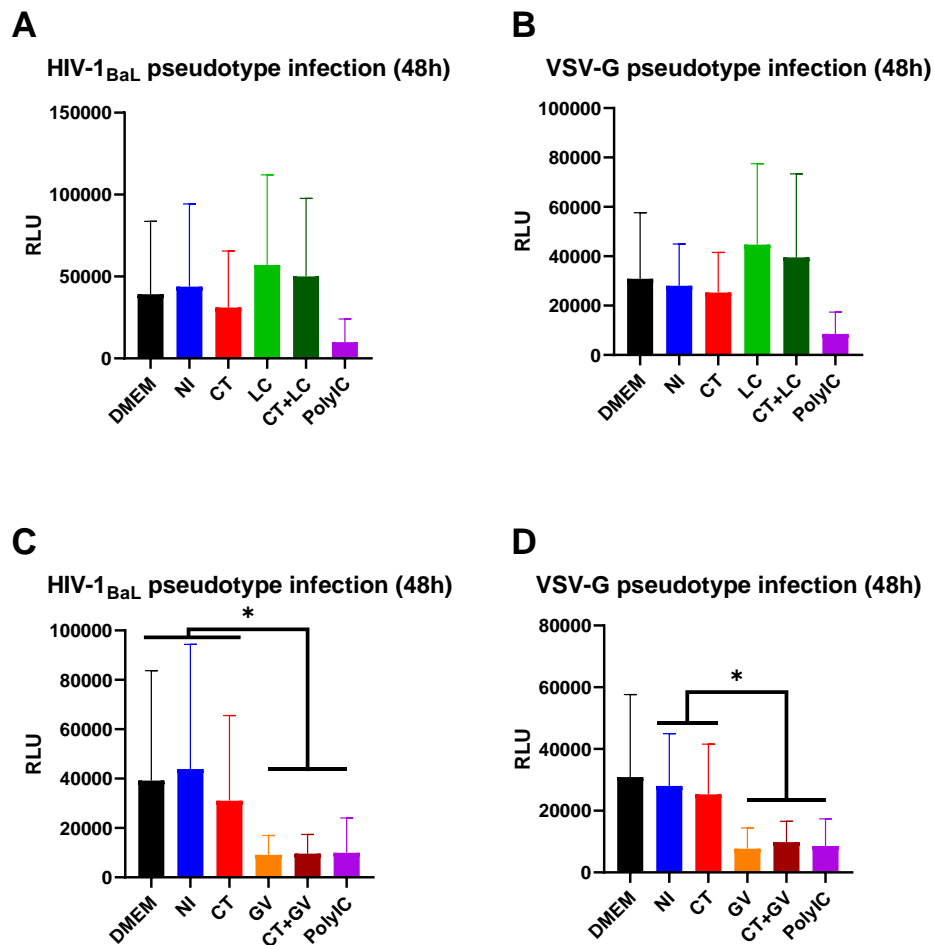 A
HIV-1BaL pseudotype infection (48h)
150000
100000
50000
0
RLU
DMEM
NI
CT
LC
CT+LC
PolyIC
B
VSV-G pseudotype infection (48h)
100000
80000
60000
40000
20000
0
RLU
DMEM
NI
CT
LC
CT+LC
PolyIC
C
HIV-1BaL pseudotype infection (48h)
*
100000
80000
60000
40000
20000
0
RLU
DMEM
NI
CT
GV
CT+GV
PolyIC
D
VSV-G pseudotype infection (48h)
*
80000
60000
40000
20000
0
RLU
DMEM
NI
CT
GV
CT+GV
PolyIC